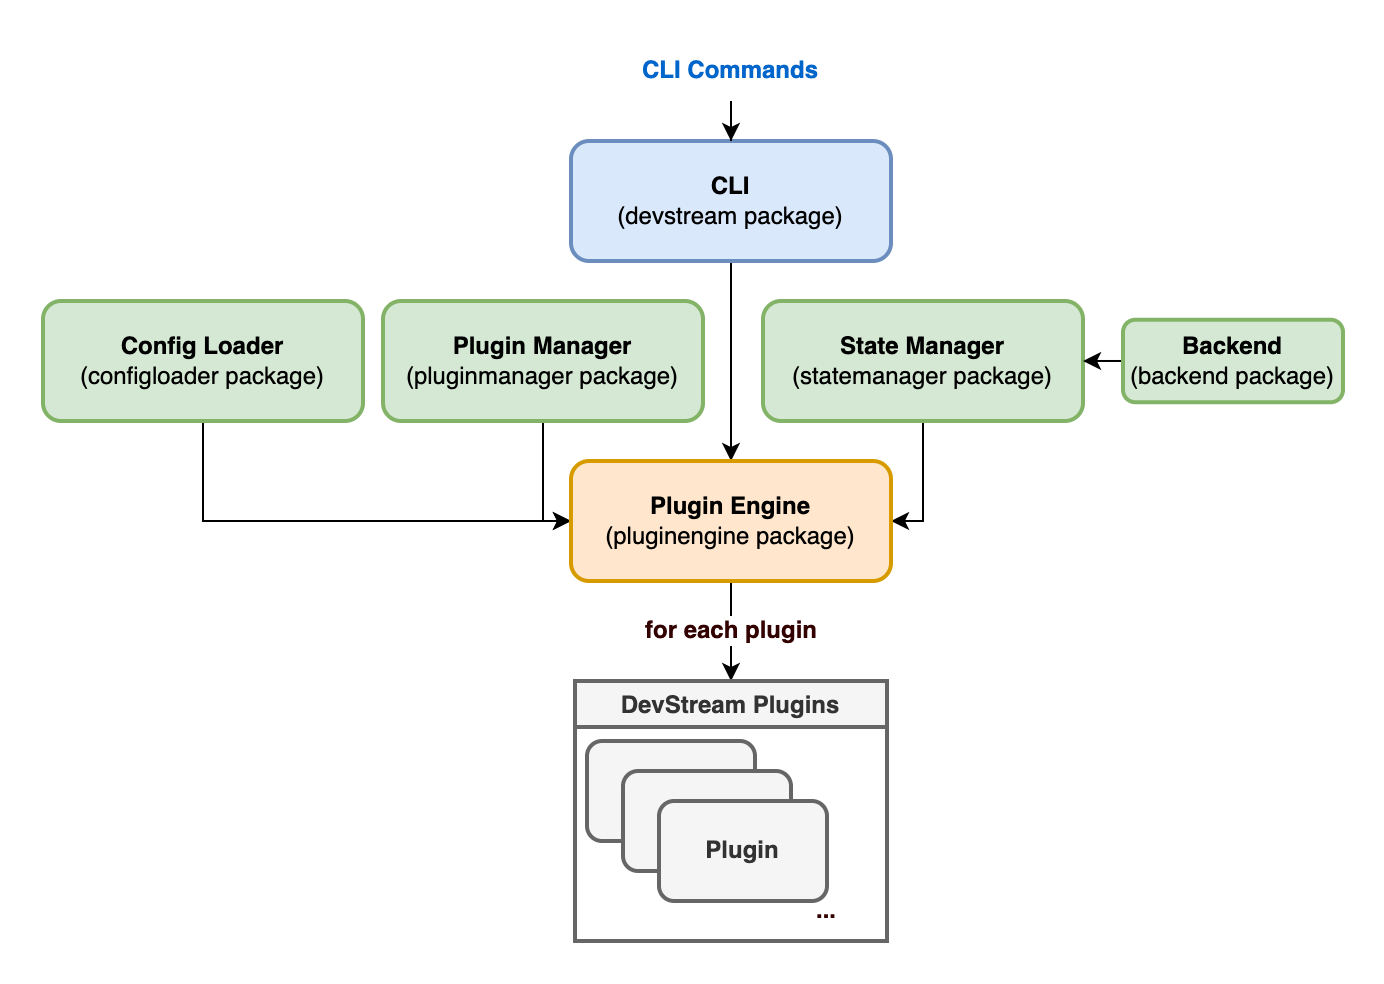 CLI Commands
CLI
(devstream package)
Config Loader
(configloader package)
Plugin Manager
(pluginmanager package)
State Manager
(statemanager package)
Backend
(backend package)
Plugin Engine
(pluginengine package)
for each plugin
DevStream Plugins
Plugin
...